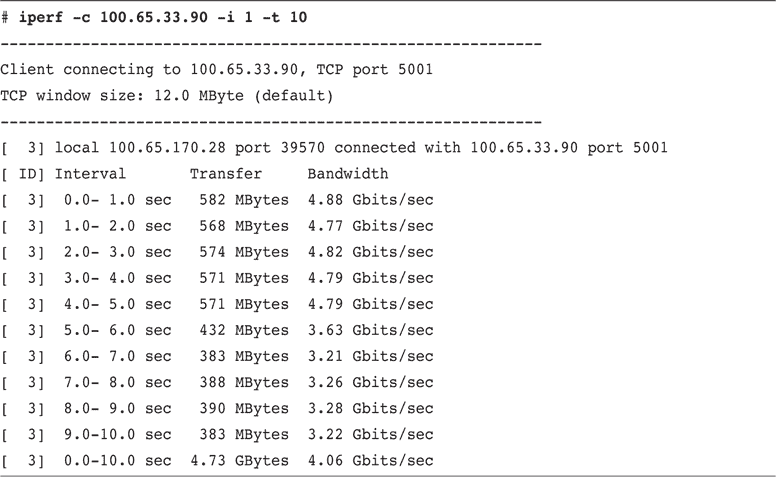 # iperf -c 100.65.33.90 -i 1 -t 10
------------------------------------------------------------
Client connecting to 100.65.33.90, TCP port 5001
TCP window size: 12.0 MByte (default)
------------------------------------------------------------
[  3] local 100.65.170.28 port 39570 connected with 100.65.33.90 port 5001
[ ID] Interval       Transfer     Bandwidth
[  3]  0.0- 1.0 sec   582 MBytes  4.88 Gbits/sec
[  3]  1.0- 2.0 sec   568 MBytes  4.77 Gbits/sec
[  3]  2.0- 3.0 sec   574 MBytes  4.82 Gbits/sec
[  3]  3.0- 4.0 sec   571 MBytes  4.79 Gbits/sec
[  3]  4.0- 5.0 sec   571 MBytes  4.79 Gbits/sec
[  3]  5.0- 6.0 sec   432 MBytes  3.63 Gbits/sec
[  3]  6.0- 7.0 sec   383 MBytes  3.21 Gbits/sec
[  3]  7.0- 8.0 sec   388 MBytes  3.26 Gbits/sec
[  3]  8.0- 9.0 sec   390 MBytes  3.28 Gbits/sec
[  3]  9.0-10.0 sec   383 MBytes  3.22 Gbits/sec
[  3]  0.0-10.0 sec  4.73 GBytes  4.06 Gbits/sec